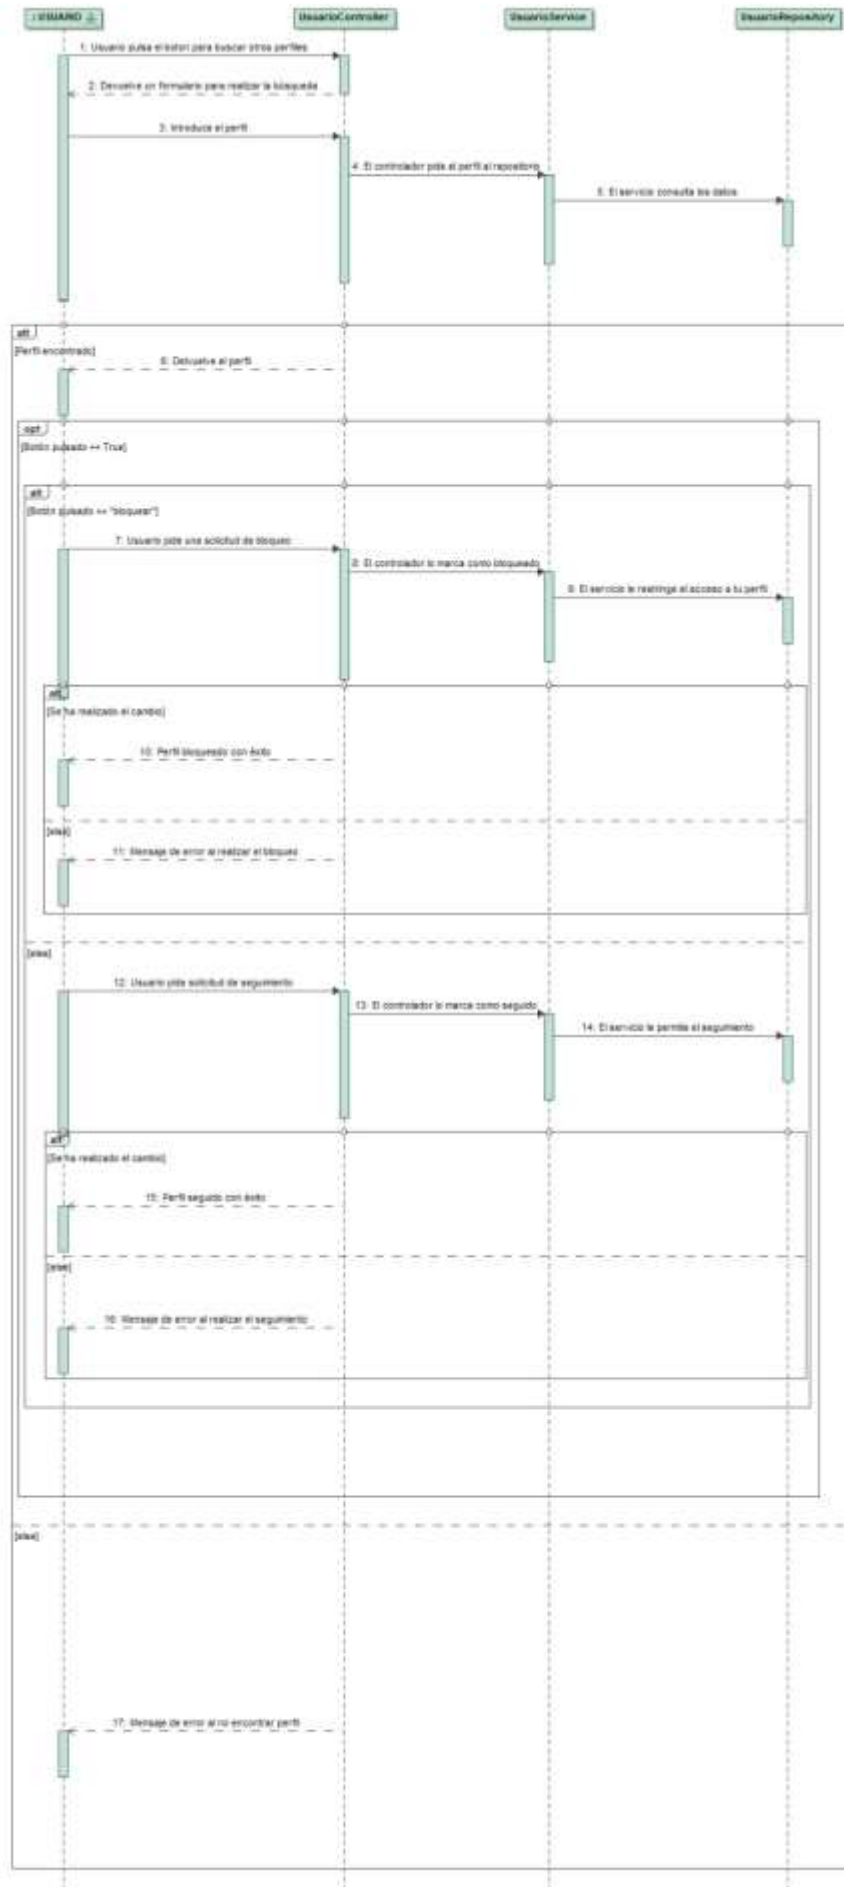 : USUARIO
UsuarioController
UsuarioService
UsuarioRepository
1: Usuario pulsa el botón para buscar otros perfiles
2: Devuelve un formulario para realizar la búsqueda
3: Introduce el perfil
4: El controlador pide el perfil al repositorio
5: El servicio consulta los datos
alt
[Perfil encontrado]
6: Devuelve el perfil
opt
[Botón pulsado == True]
alt
[Botón pulsado == "bloquear"]
7: Usuario pide una solicitud de bloqueo
8: El controlador lo marca como bloqueado
9: El servicio le restringe el acceso a tu perfil
alt
[Se ha realizado el cambio]
10: Perfil bloqueado con éxito
[else]
11: Mensaje de error al realizar el bloqueo
[else]
12: Usuario pide solicitud de seguimiento
13: El controlador lo marca como seguido
14: El servicio le permite el seguimiento
alt
[Se ha realizado el cambio]
15: Perfil seguido con éxito
[else]
16: Mensaje de error al realizar el seguimiento
[else]
17: Mensaje de error al no encontrar perfil